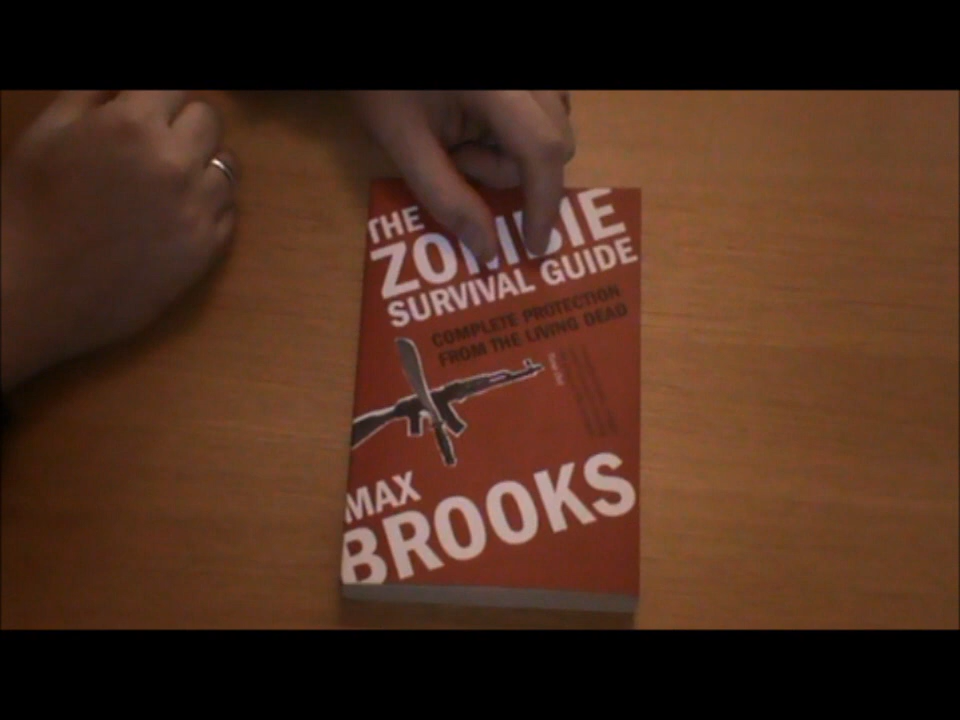 THE
ZOMBIE
SURVIVAL GUIDE
COMPLETE PROTECTION
FROM THE LIVING DEAD
MAX
BROOKS